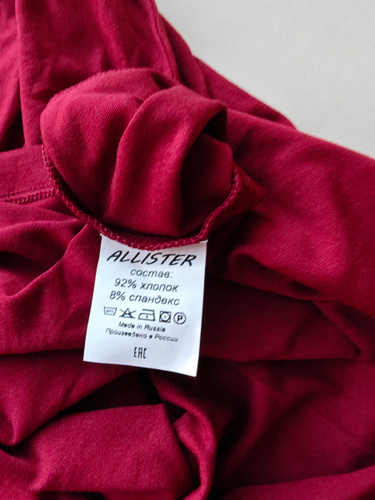 ALLISTER
состав:
92% хлопок
8% спандекс
Made in Russia
Произведено в России
EAC